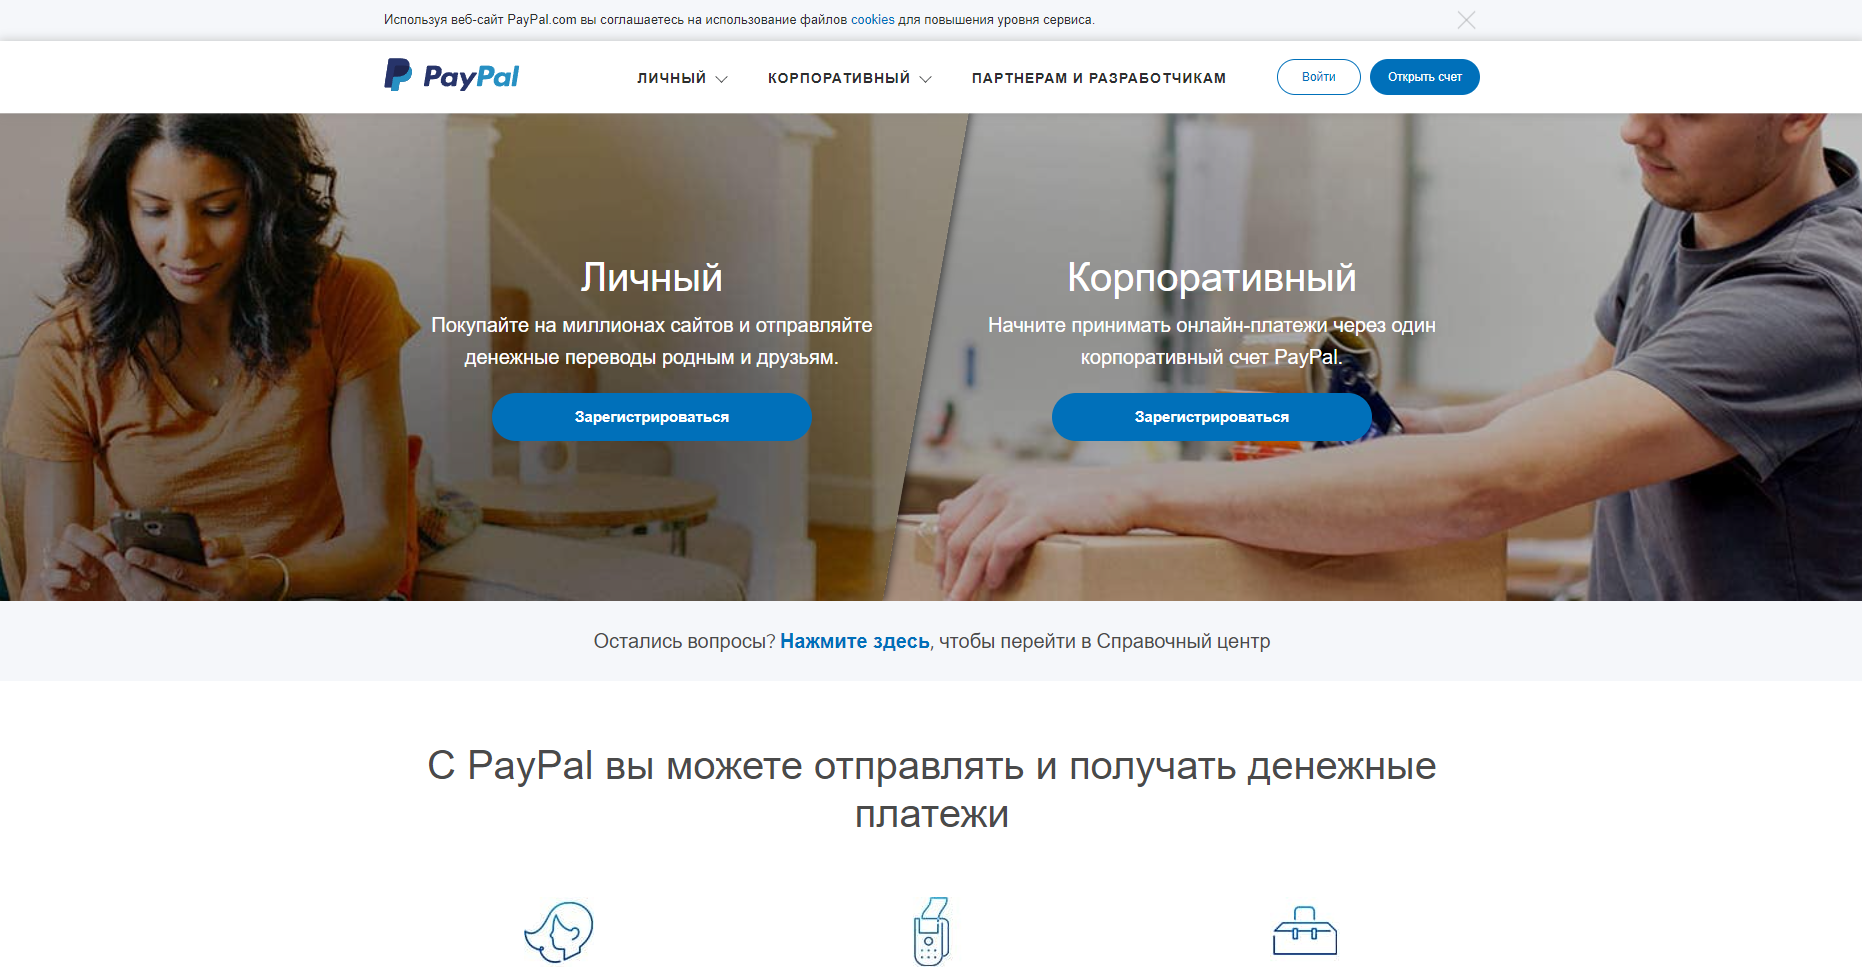 Используя веб-сайт PayPal.com вы соглашаетесь на использование файлов cookies для повышения уровня сервиса.
PayPal
ЛИЧНЫЙ
КОРПОРАТИВНЫЙ
ПАРТНЕРАМ И РАЗРАБОТЧИКАМ
Войти
Открыть счет
Личный
Покупайте на миллионах сайтов и отправляйте
денежные переводы родным и друзьям.
Зарегистрироваться
Корпоративный
Начните принимать онлайн-платежи через один
корпоративный счет PayPal.
Зарегистрироваться
Остались вопросы? Нажмите здесь, чтобы перейти в Справочный центр
С PayPal вы можете отправлять и получать денежные
платежи